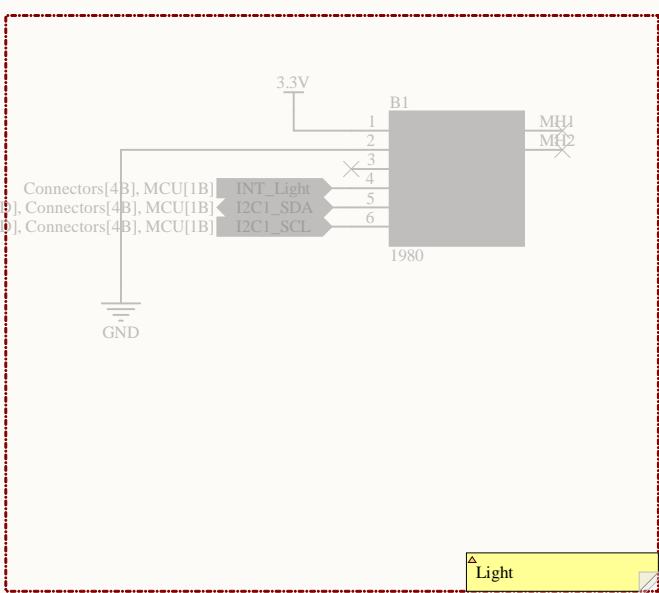 3.3V
B1
1
MH1
2
MH2
3
4
Connectors[4B], MCU[1B]
INT_Light
5
D], Connectors[4B], MCU[1B]
I2C1_SDA
6
D], Connectors[4B], MCU[1B]
I2C1_SCL
1980
GND
Light